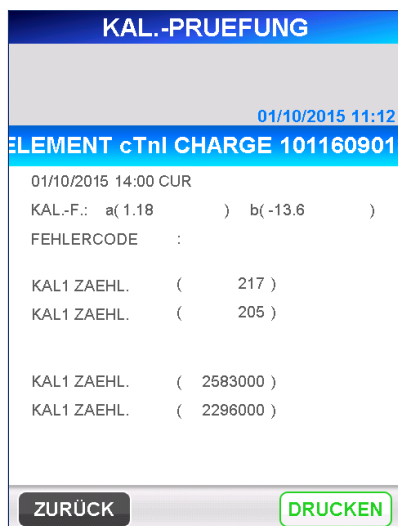 KAL.-PRUEFUNG
01/10/2015 11:12
ELEMENT cTnI CHARGE 101160901
01/10/2015 14:00 CUR
KAL.-F.: a( 1.18 ) b( -13.6 )
FEHLERCODE :
KAL1 ZAEHL. ( 217 )
KAL1 ZAEHL. ( 205 )
KAL1 ZAEHL. ( 2583000 )
KAL1 ZAEHL. ( 2296000 )
ZURÜCK DRUCKEN